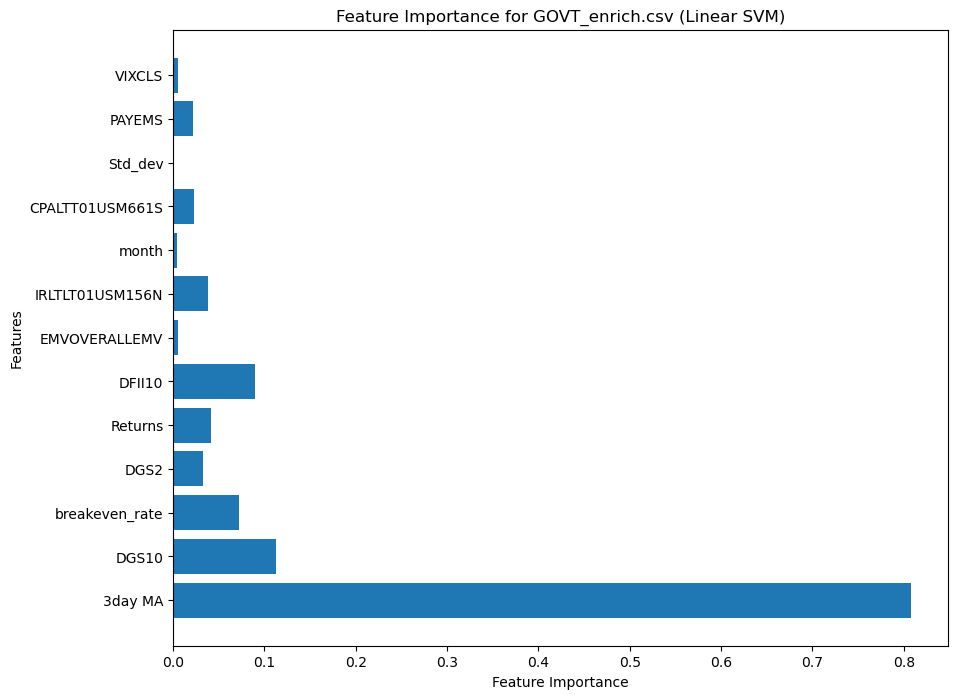 Feature Importance for GOVT_enrich.csv (Linear SVM)
Features
VIXCLS
PAYEMS
Std_dev
CPALTT01USM661S
month
IRLTLT01USM156N
EMVOVERALLEMV
DFII10
Returns
DGS2
breakeven_rate
DGS10
3day MA
0.0 0.1 0.2 0.3 0.4 0.5 0.6 0.7 0.8
Feature Importance